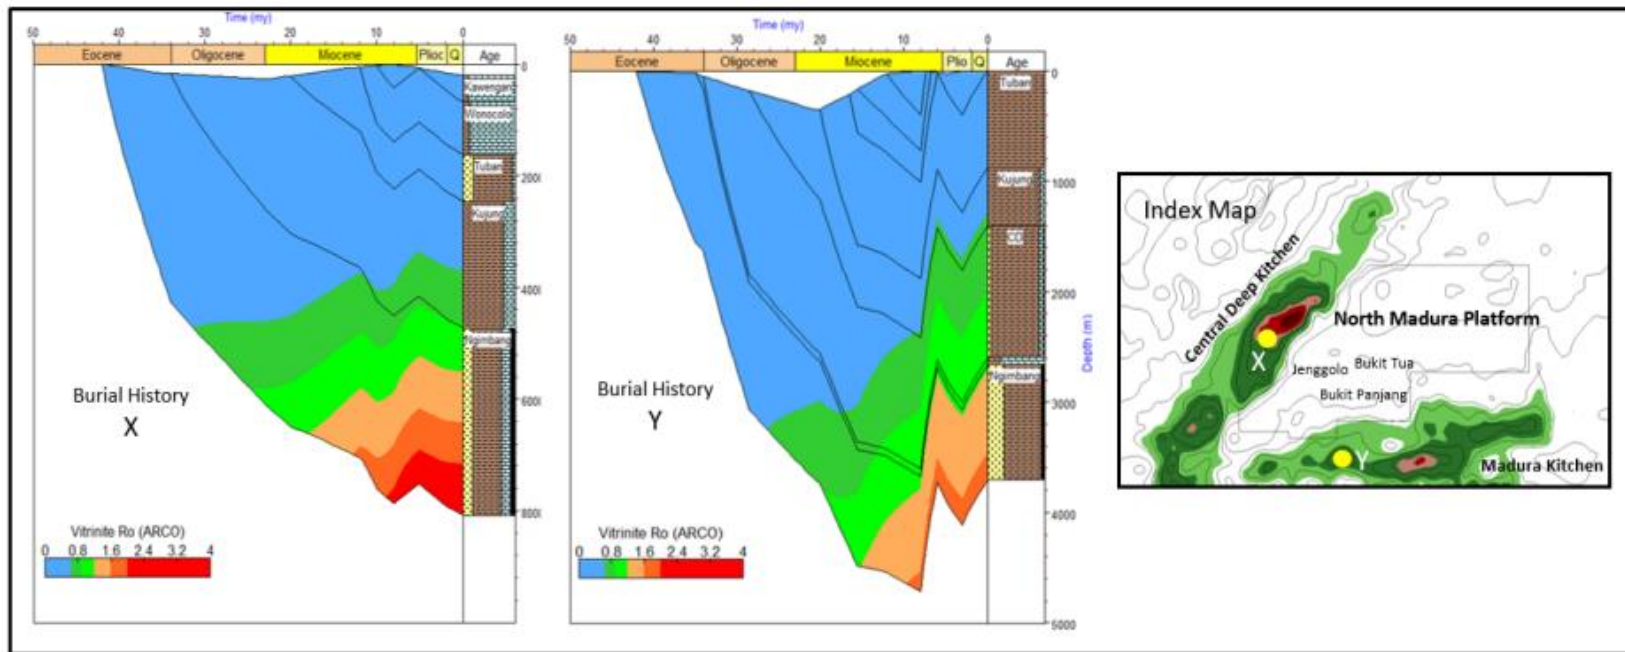 Time (my)
50 40 30 20 10 0
Eocene Oligocene Miocene Plioc Q Age
0
Kawengan
Wonocolo
Tuban
200(
Kujung
400(
Ngimbang
600(
800(
Burial History
X
Vitrinite Ro (ARCO)
0 0.8 1.6 2.4 3.2 4
Time (my)
50 40 30 20 10 0
Eocene Oligocene Miocene Plio Q Age
0
Tuban
Kujung
1000
2000
Depth (m)
Ngimbang
3000
4000
5000
Burial History
Y
Vitrinite Ro (ARCO)
0 0.8 1.6 2.4 3.2 4
Index Map
Central Deep Kitchen
North Madura Platform
X
Jenggolo
Bukit Tua
Bukit Panjang
Y
Madura Kitchen